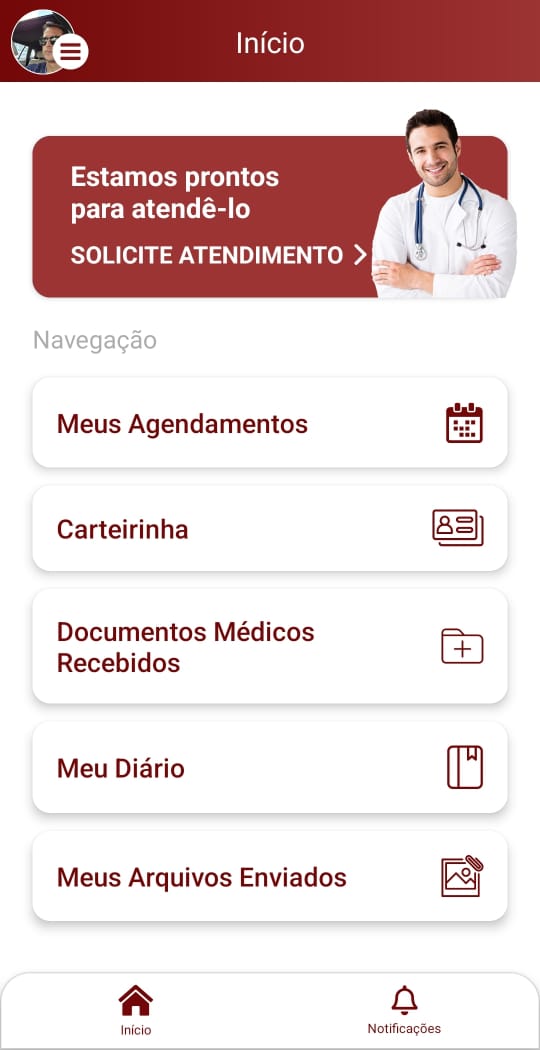 Início
Estamos prontos
para atendê-lo
SOLICITE ATENDIMENTO
Navegação
Meus Agendamentos
Carteirinha
Documentos Médicos
Recebidos
Meu Diário
Meus Arquivos Enviados
Início
Notificações